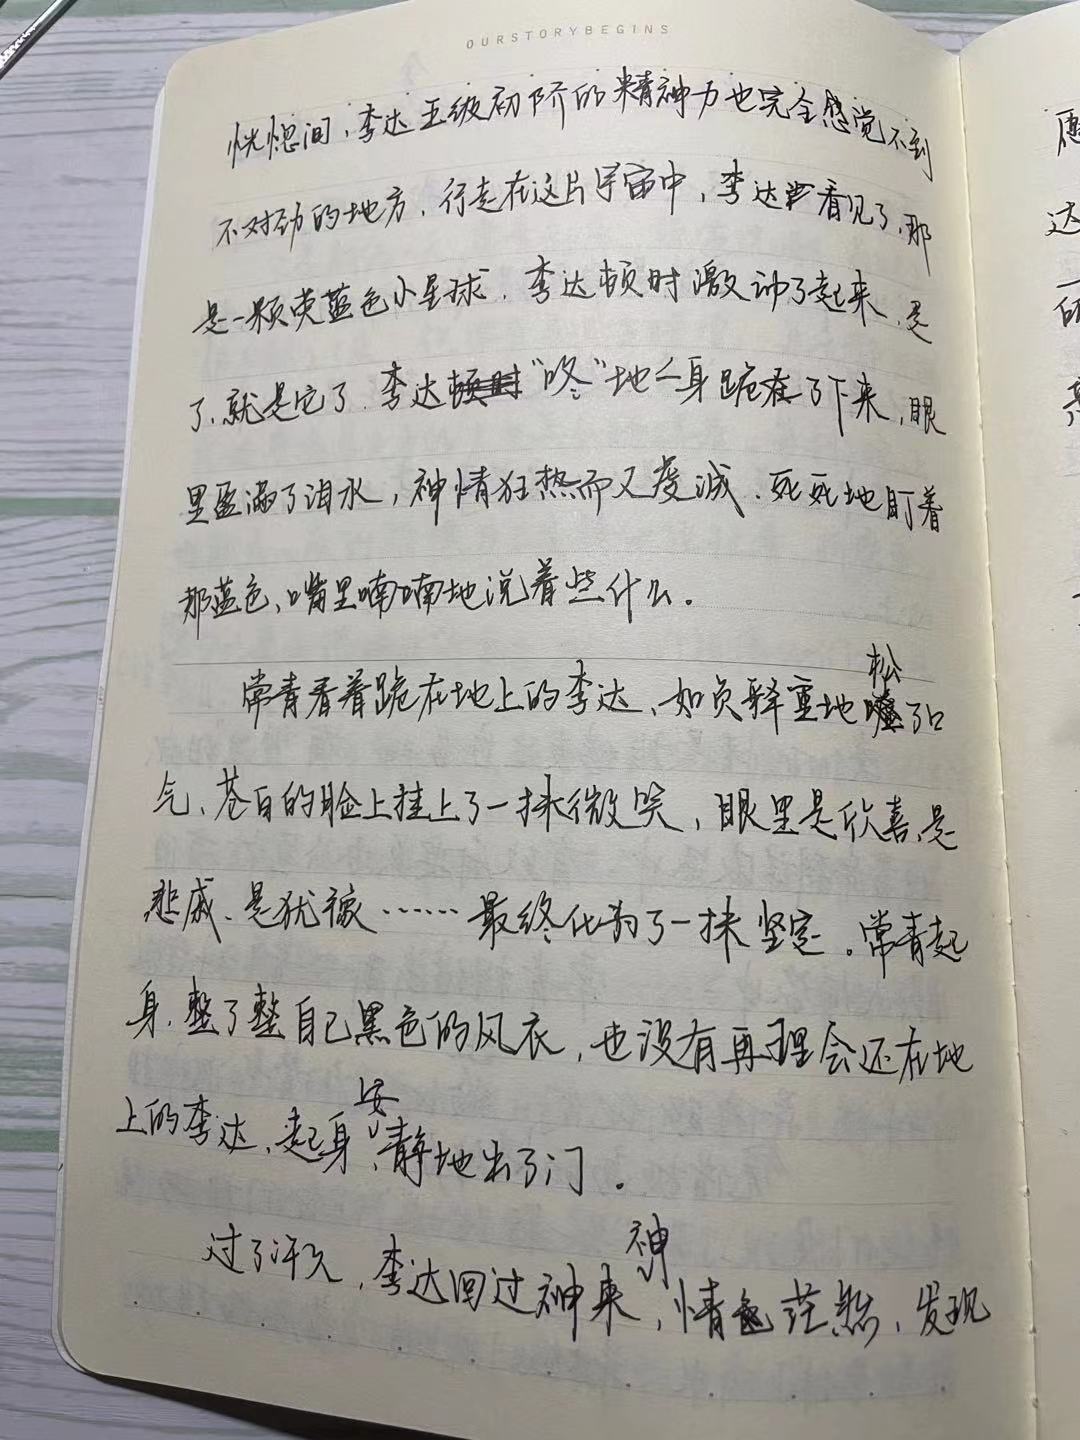 OURSTORYBEGINS
恍惚间，李达五级初阶的精神力也完全感觉不到
不对劲的地方，行走在这片宇宙中，李达看见了，那
是一颗荧蓝色小星球，李达顿时激动了起来，是
了，就是它了，李达"咚"地一身跪了下来，眼
里盈满了泪水，神情狂热而又虔诚，死死地盯着
那蓝色，嘴里喃喃地说着些什么。
常青看着跪在地上的李达，如负释重地松了口
气，苍白的脸上挂上了一抹微笑，眼里是欣喜，是
悲戚，是犹豫……最终化为了一抹坚定。常青起
身，整了整自己黑色的风衣，也没有再理会还在地
上的李达，起身，安静地出了门。
过了许久，李达回过神来，神情茫然，发现
愿
达
的